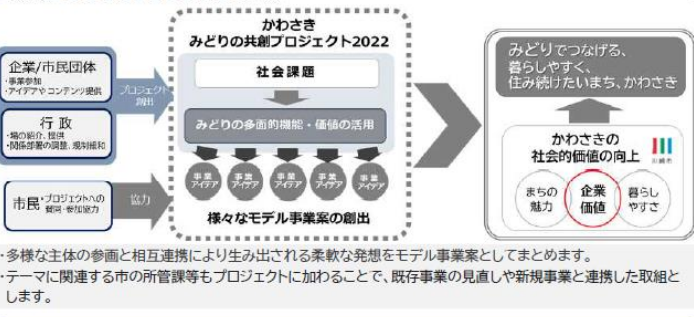 企業/市民団体
・事業参加
・アイデアやコンテンツ提供
行 政
・場の紹介、提供
・関係部署の調整、規制緩和
プロジェクト
創出
市民
・プロジェクトへの
賛同・参加協力
協力
かわさき
みどりの共創プロジェクト2022
社会課題
みどりの多面的機能・価値の活用
事業
アイデア
事業
アイデア
事業
アイデア
事業
アイデア
事業
アイデア
様々なモデル事業案の創出
みどりでつなげる、
暮らしやすく、
住み続けたいまち、かわさき
かわさきの
社会的価値の向上
川崎市
まちの
魅力
企業
価値
暮らし
やすさ
・多様な主体の参画と相互連携により生み出される柔軟な発想をモデル事業案としてまとめます。
・テーマに関連する市の所管課等もプロジェクトに加わることで、既存事業の見直しや新規事業と連携した取組と
します。